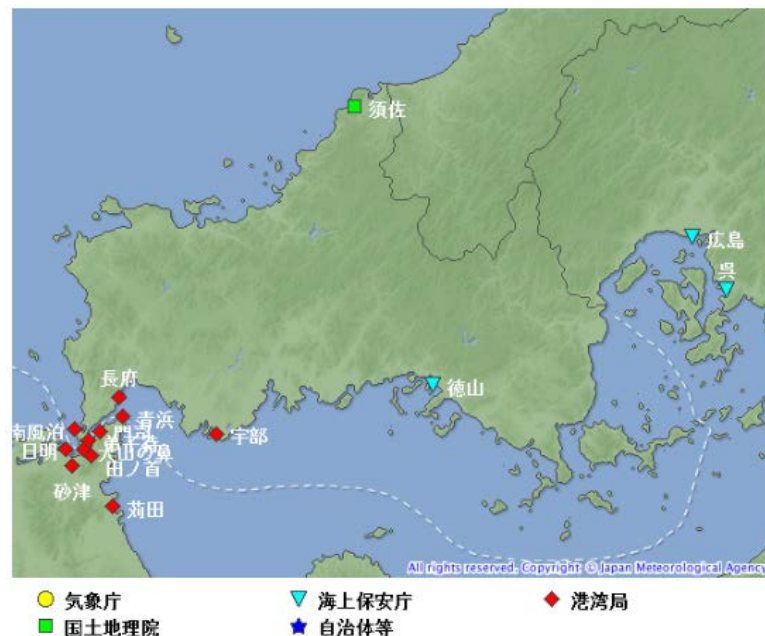 須佐
広島
呉
徳山
長府
青浜
南風泊
宇部
日明
田ノ首
砂津
苅田
All rights reserved. Copyright © Japan Meteorological Agency
気象庁 海上保安庁 港湾局
国土地理院 自治体等